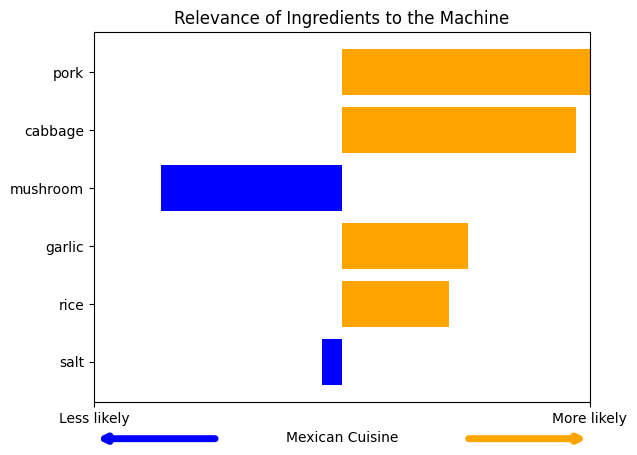 Relevance of Ingredients to the Machine
pork
cabbage
mushroom
garlic
rice
salt
Less likely
More likely
Mexican Cuisine